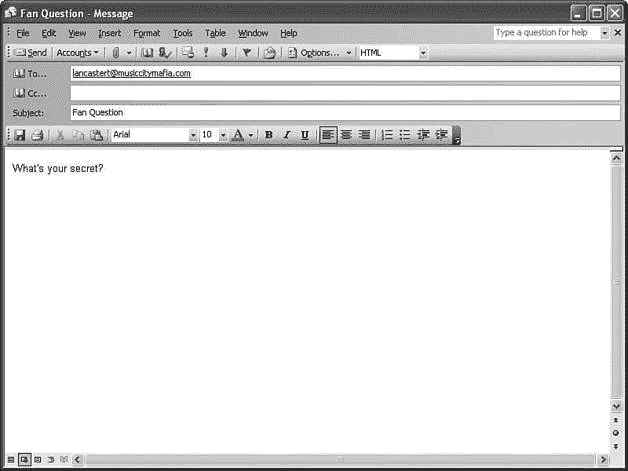 Fan Question - Message
File Edit View Insert Format Tools Table Window Help Type a question for help
Send Accounts Options... HTML
To... lancastert@musiccitymafia.com
Cc...
Subject: Fan Question
Arial 10 A B I U
What's your secret?